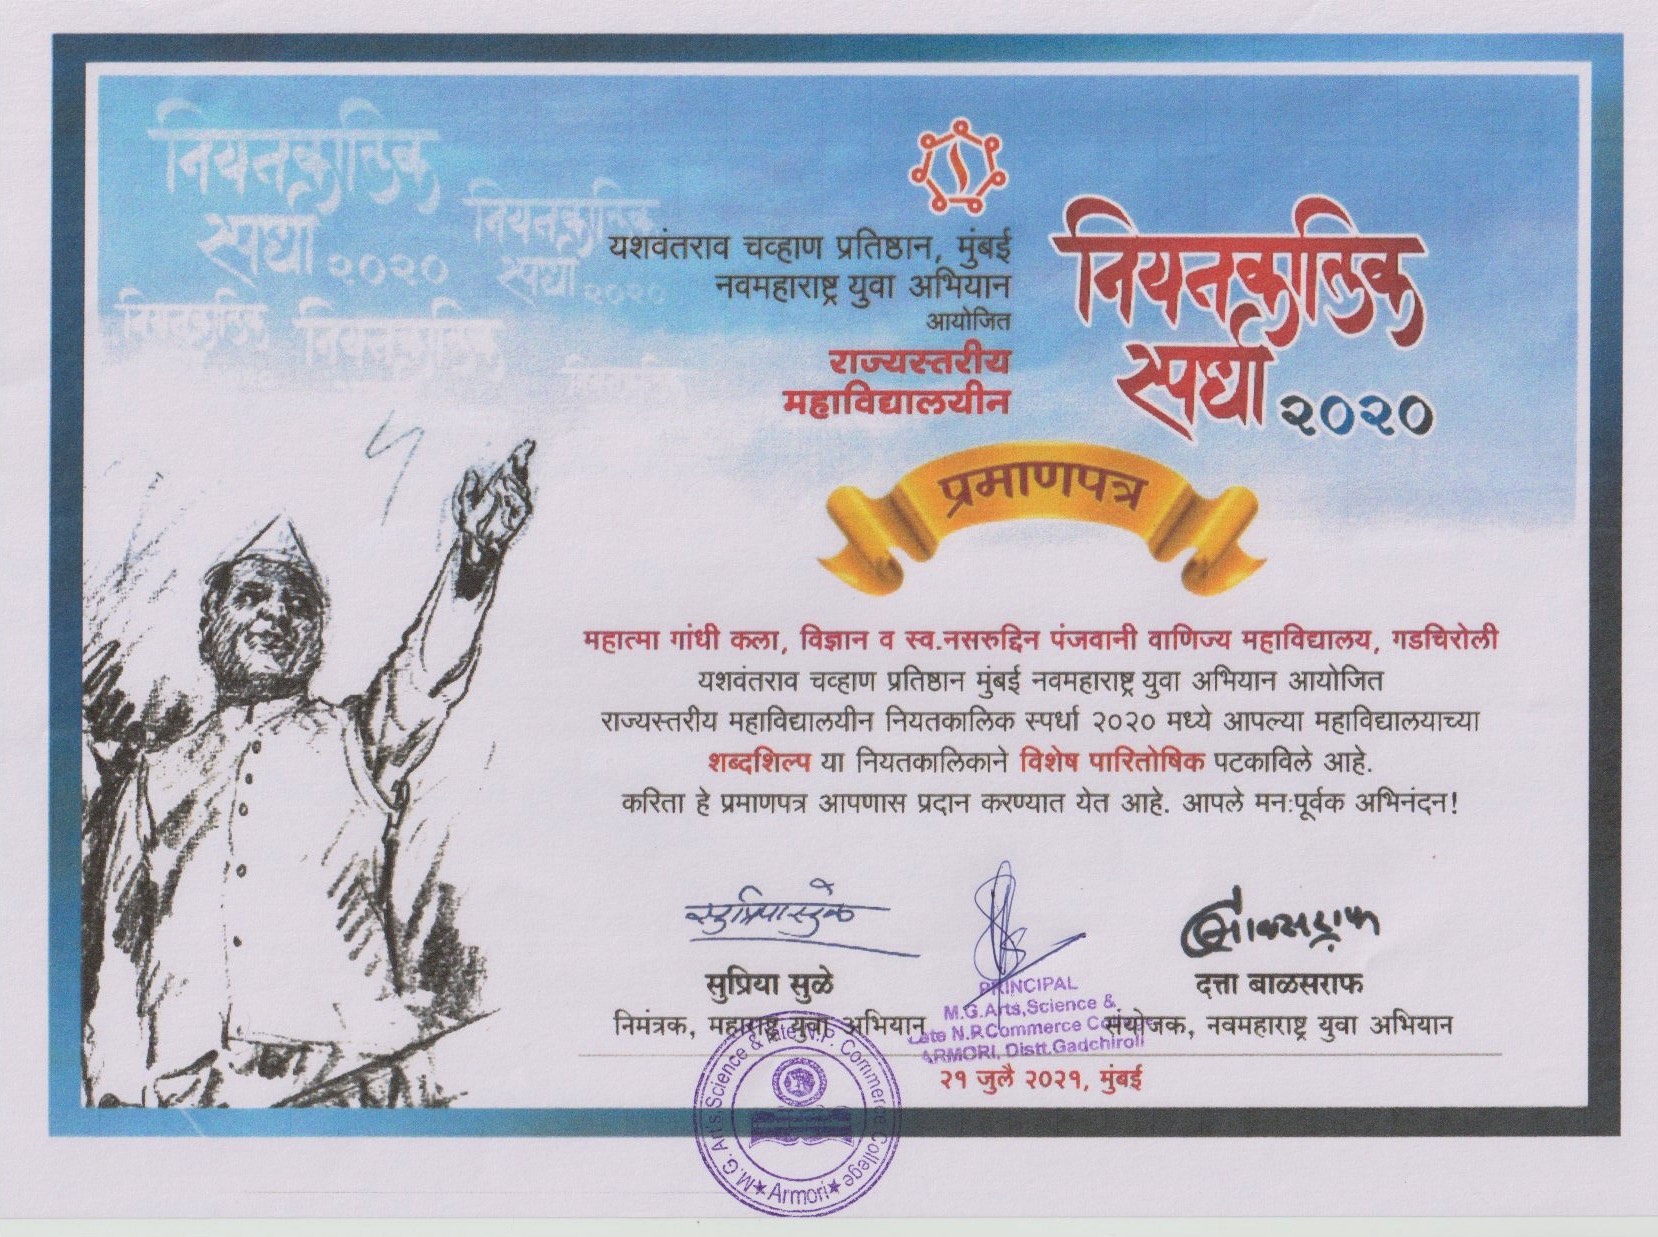 नियतकालिक
स्पर्धा २०२०
नियतकालिक
स्पर्धा २०२०
नियतकालिक
नियतकालिक
यशवंतराव चव्हाण प्रतिष्ठान, मुंबई
नवमहाराष्ट्र युवा अभियान
आयोजित
राज्यस्तरीय
महाविद्यालयीन
नियतकालिक
स्पर्धा २०२०
प्रमाणपत्र
महात्मा गांधी कला, विज्ञान व स्व.नसरुद्दिन पंजवानी वाणिज्य महाविद्यालय, गडचिरोली
यशवंतराव चव्हाण प्रतिष्ठान मुंबई नवमहाराष्ट्र युवा अभियान आयोजित
राज्यस्तरीय महाविद्यालयीन नियतकालिक स्पर्धा २०२० मध्ये आपल्या महाविद्यालयाच्या
शब्दशिल्प या नियतकालिकाने विशेष पारितोषिक पटकाविले आहे.
करिता हे प्रमाणपत्र आपणास प्रदान करण्यात येत आहे. आपले मन:पूर्वक अभिनंदन!
सुप्रिया सुळे
सुप्रिया सुळे
निमंत्रक, महाराष्ट्र युवा अभियान
PRINCIPAL
M.G.Arts,Science &
Late N.P.Commerce College
ARMORI, Distt.Gadchiroli
दत्ता बाळसराफ
संयोजक, नवमहाराष्ट्र युवा अभियान
२१ जुलै २०२१, मुंबई
M.G. Arts, Science & late N.P. Commerce College
★ Armori ★